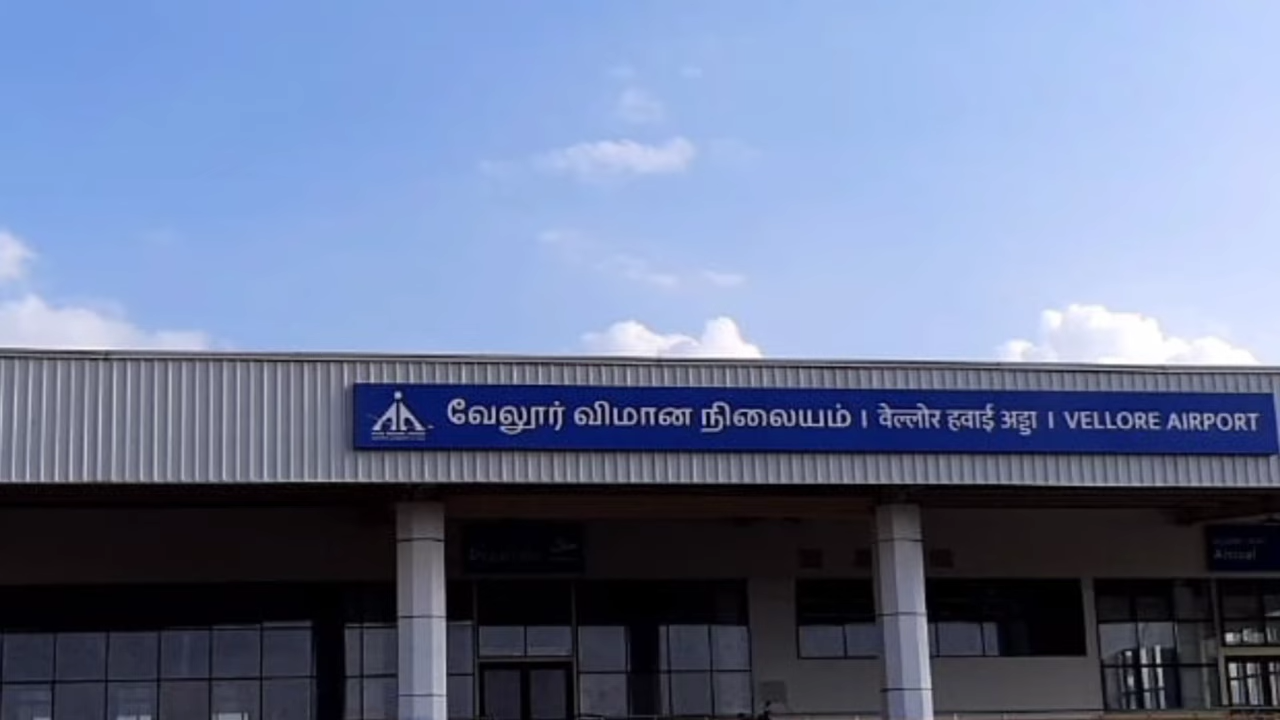 வேலூர் விமான நிலையம் | वेल्लोर हवाई अड्डा | VELLORE AIRPORT
Arrival